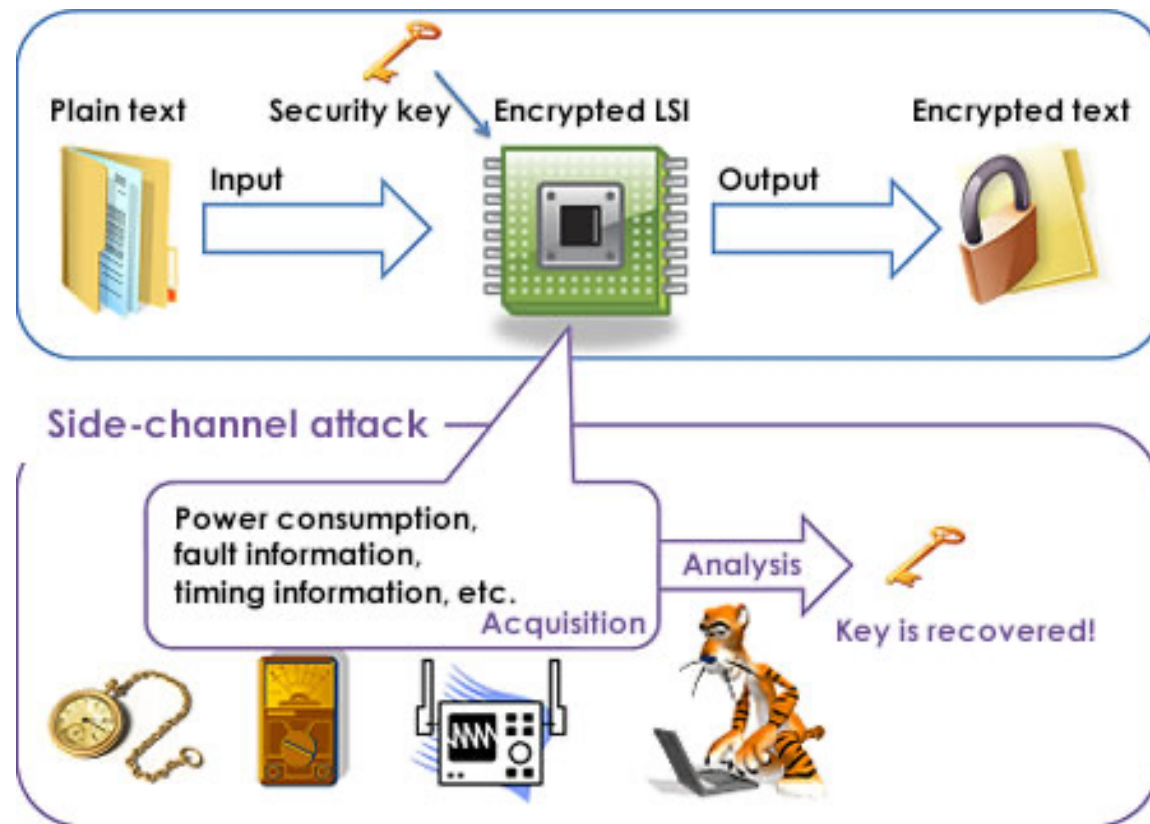 Plain text
Security key
Encrypted LSI
Encrypted text
Input
Output
Side-channel attack
Power consumption,
fault information,
timing information, etc.
Acquisition
Analysis
Key is recovered!